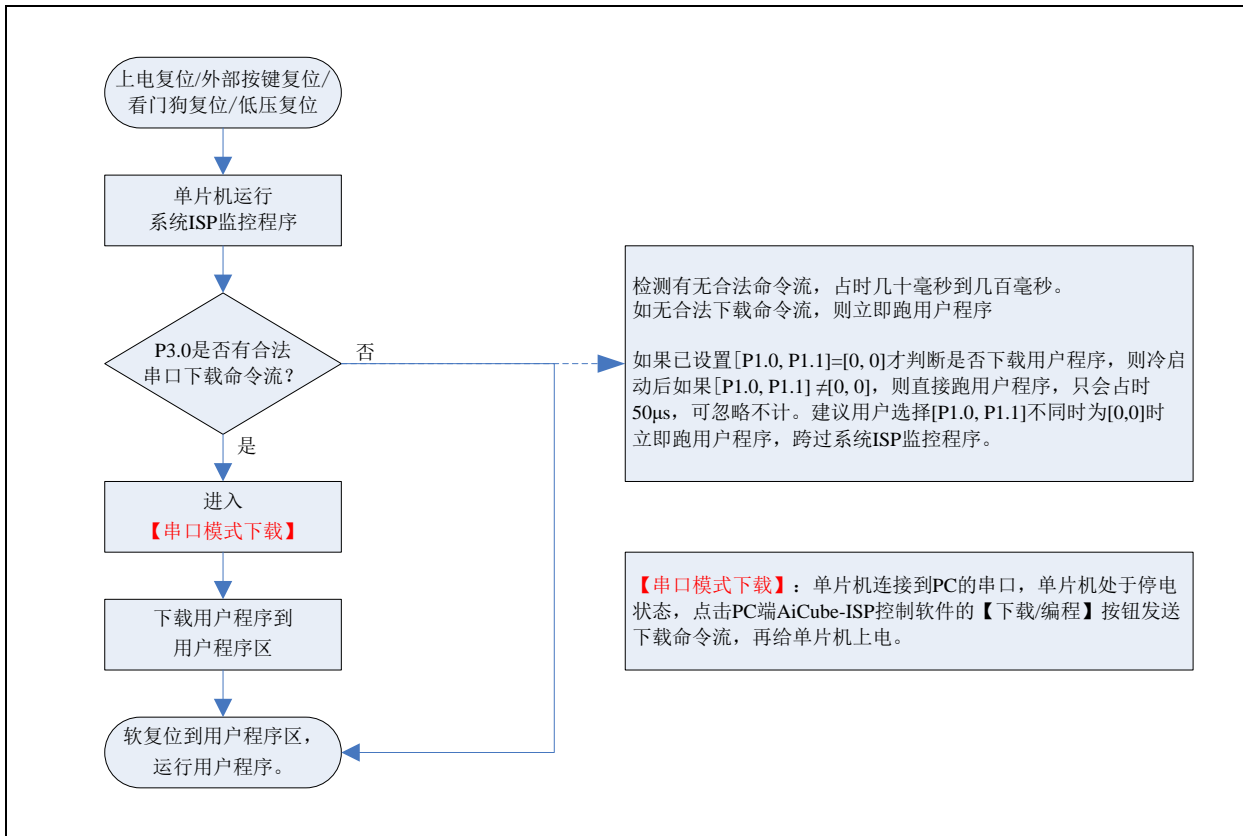 上电复位/外部按键复位/
看门狗复位/低压复位
单片机运行
系统ISP监控程序
P3.0是否有合法
串口下载命令流？
否
是
进入
【串口模式下载】
下载用户程序到
用户程序区
软复位到用户程序区，
运行用户程序。
检测有无合法命令流，占时几十毫秒到几百毫秒。
如无合法下载命令流，则立即跑用户程序
如果已设置[P1.0, P1.1]=[0, 0]才判断是否下载用户程序，则冷启
动后如果[P1.0, P1.1] ≠[0, 0]，则直接跑用户程序，只会占时
50μs，可忽略不计。建议用户选择[P1.0, P1.1]不同时为[0,0]时
立即跑用户程序，跨过系统ISP监控程序。
【串口模式下载】：单片机连接到PC的串口，单片机处于停电
状态，点击PC端AiCube-ISP控制软件的【下载/编程】按钮发送
下载命令流，再给单片机上电。